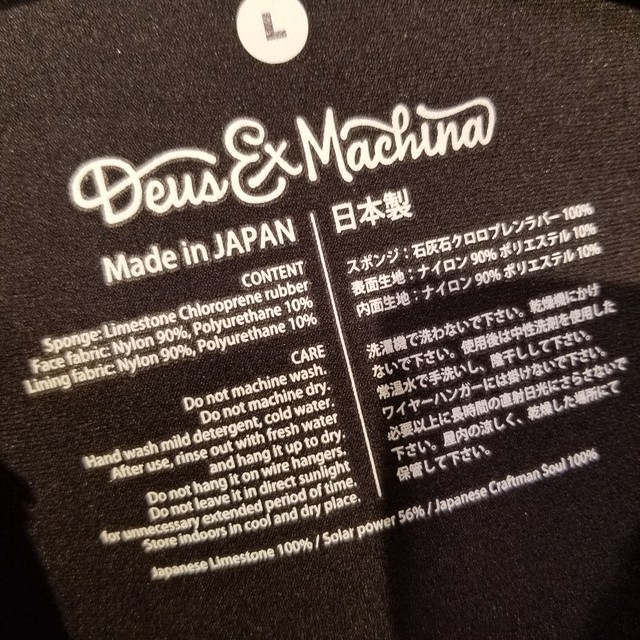 L
Deus Ex Machina
Made in JAPAN
CONTENT
Sponge: Limestone Chloroprene rubber
Face fabric: Nylon 90%, Polyurethane 10%
Lining fabric: Nylon 90%, Polyurethane 10%
CARE
Do not machine wash.
Do not machine dry.
Hand wash mild detergent, cold water.
After use, rinse out with fresh water
and hang it up to dry.
Do not hang it on wire hangers.
Do not leave it in direct sunlight
for unnecessary extended period of time.
Store indoors in cool and dry place.
日本製
スポンジ：石灰石クロロプレンラバー 100%
表面生地：ナイロン 90% ポリエステル 10%
内面生地：ナイロン 90% ポリエステル 10%
洗濯機で洗わないで下さい。乾燥機にかけ
ないで下さい。使用後は中性洗剤を使用した
常温水で手洗いし、陰干しして下さい。
ワイヤーハンガーには掛けないで下さい。
必要以上に長時間の直射日光にさらさないで
下さい。屋内の涼しく、乾燥した場所にて
保管して下さい。
Japanese Limestone 100% / Solar power 56% / Japanese Craftman Soul 100%